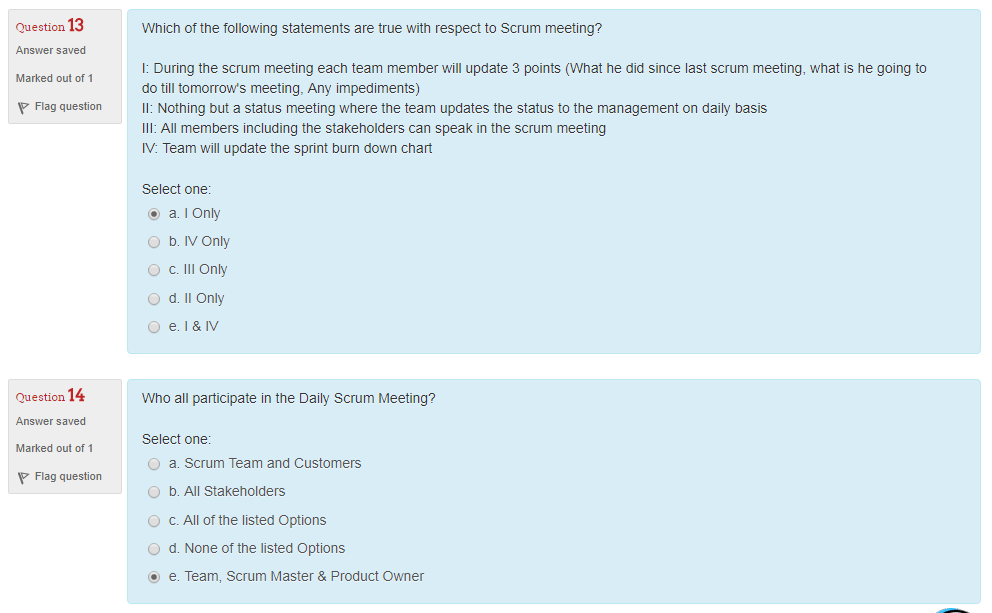 Question 13
Answer saved
Marked out of 1
Flag question
Which of the following statements are true with respect to Scrum meeting?
I: During the scrum meeting each team member will update 3 points (What he did since last scrum meeting, what is he going to
do till tomorrow's meeting, Any impediments)
II: Nothing but a status meeting where the team updates the status to the management on daily basis
III: All members including the stakeholders can speak in the scrum meeting
IV: Team will update the sprint burn down chart
Select one:
a. I Only
b. IV Only
c. III Only
d. II Only
e. I & IV
Question 14
Answer saved
Marked out of 1
Flag question
Who all participate in the Daily Scrum Meeting?
Select one:
a. Scrum Team and Customers
b. All Stakeholders
c. All of the listed Options
d. None of the listed Options
e. Team, Scrum Master & Product Owner